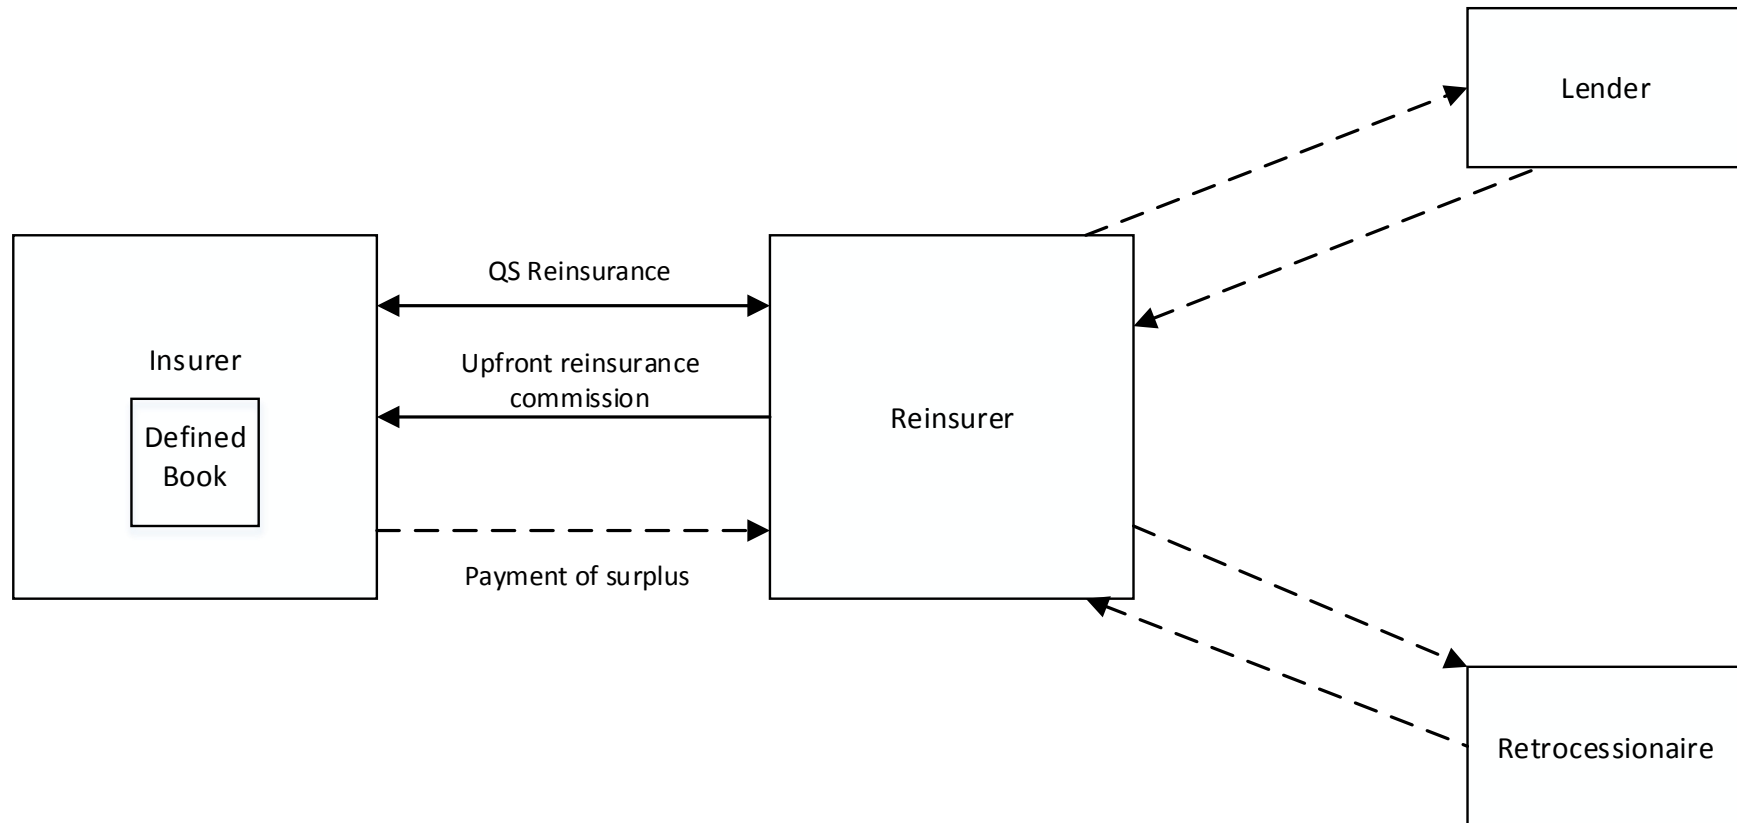 Lender
QS Reinsurance
Insurer
Upfront reinsurance
commission
Reinsurer
Defined
Book
Payment of surplus
Retrocessionaire